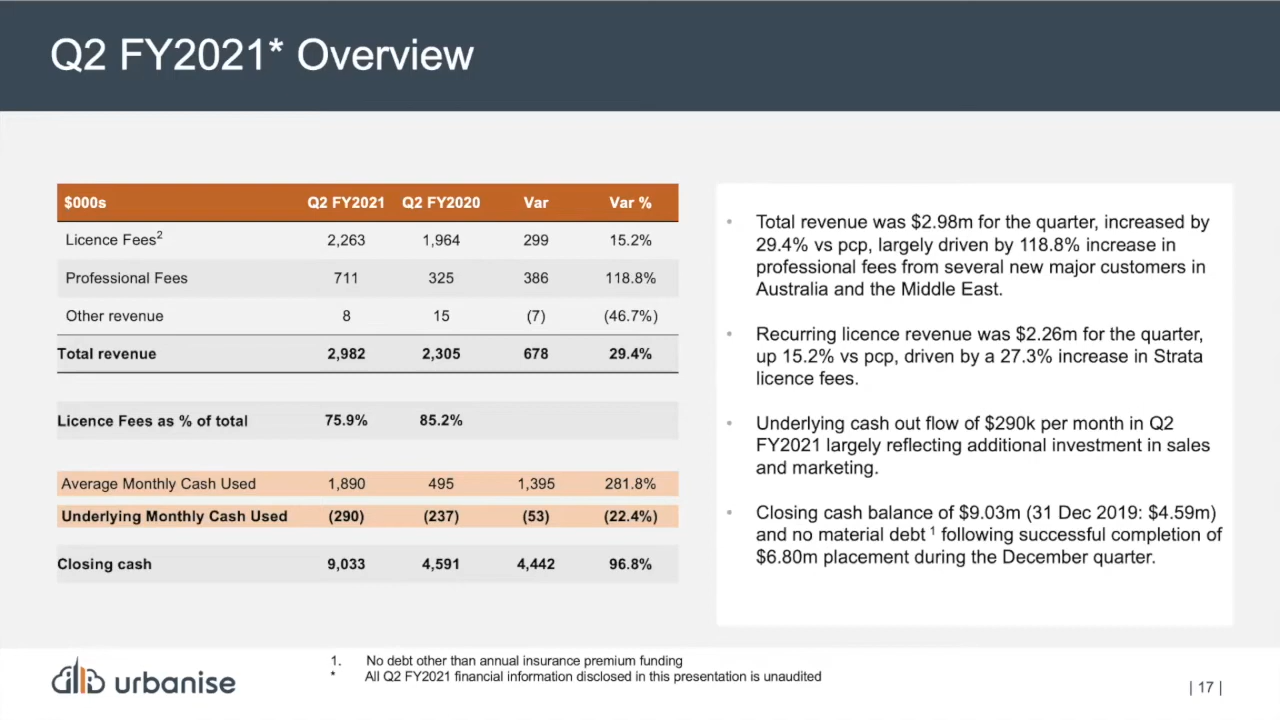 Q2 FY2021* Overview
$000s Q2 FY2021 Q2 FY2020 Var Var %
Licence Fees2 2,263 1,964 299 15.2%
Professional Fees 711 325 386 118.8%
Other revenue 8 15 (7) (46.7%)
Total revenue 2,982 2,305 678 29.4%
Licence Fees as % of total 75.9% 85.2%
Average Monthly Cash Used 1,890 495 1,395 281.8%
Underlying Monthly Cash Used (290) (237) (53) (22.4%)
Closing cash 9,033 4,591 4,442 96.8%
• Total revenue was $2.98m for the quarter, increased by
29.4% vs pcp, largely driven by 118.8% increase in
professional fees from several new major customers in
Australia and the Middle East.
• Recurring licence revenue was $2.26m for the quarter,
up 15.2% vs pcp, driven by a 27.3% increase in Strata
licence fees.
• Underlying cash out flow of $290k per month in Q2
FY2021 largely reflecting additional investment in sales
and marketing.
• Closing cash balance of $9.03m (31 Dec 2019: $4.59m)
and no material debt 1 following successful completion of
$6.80m placement during the December quarter.
urbanise
1. No debt other than annual insurance premium funding
* All Q2 FY2021 financial information disclosed in this presentation is unaudited
| 17 |